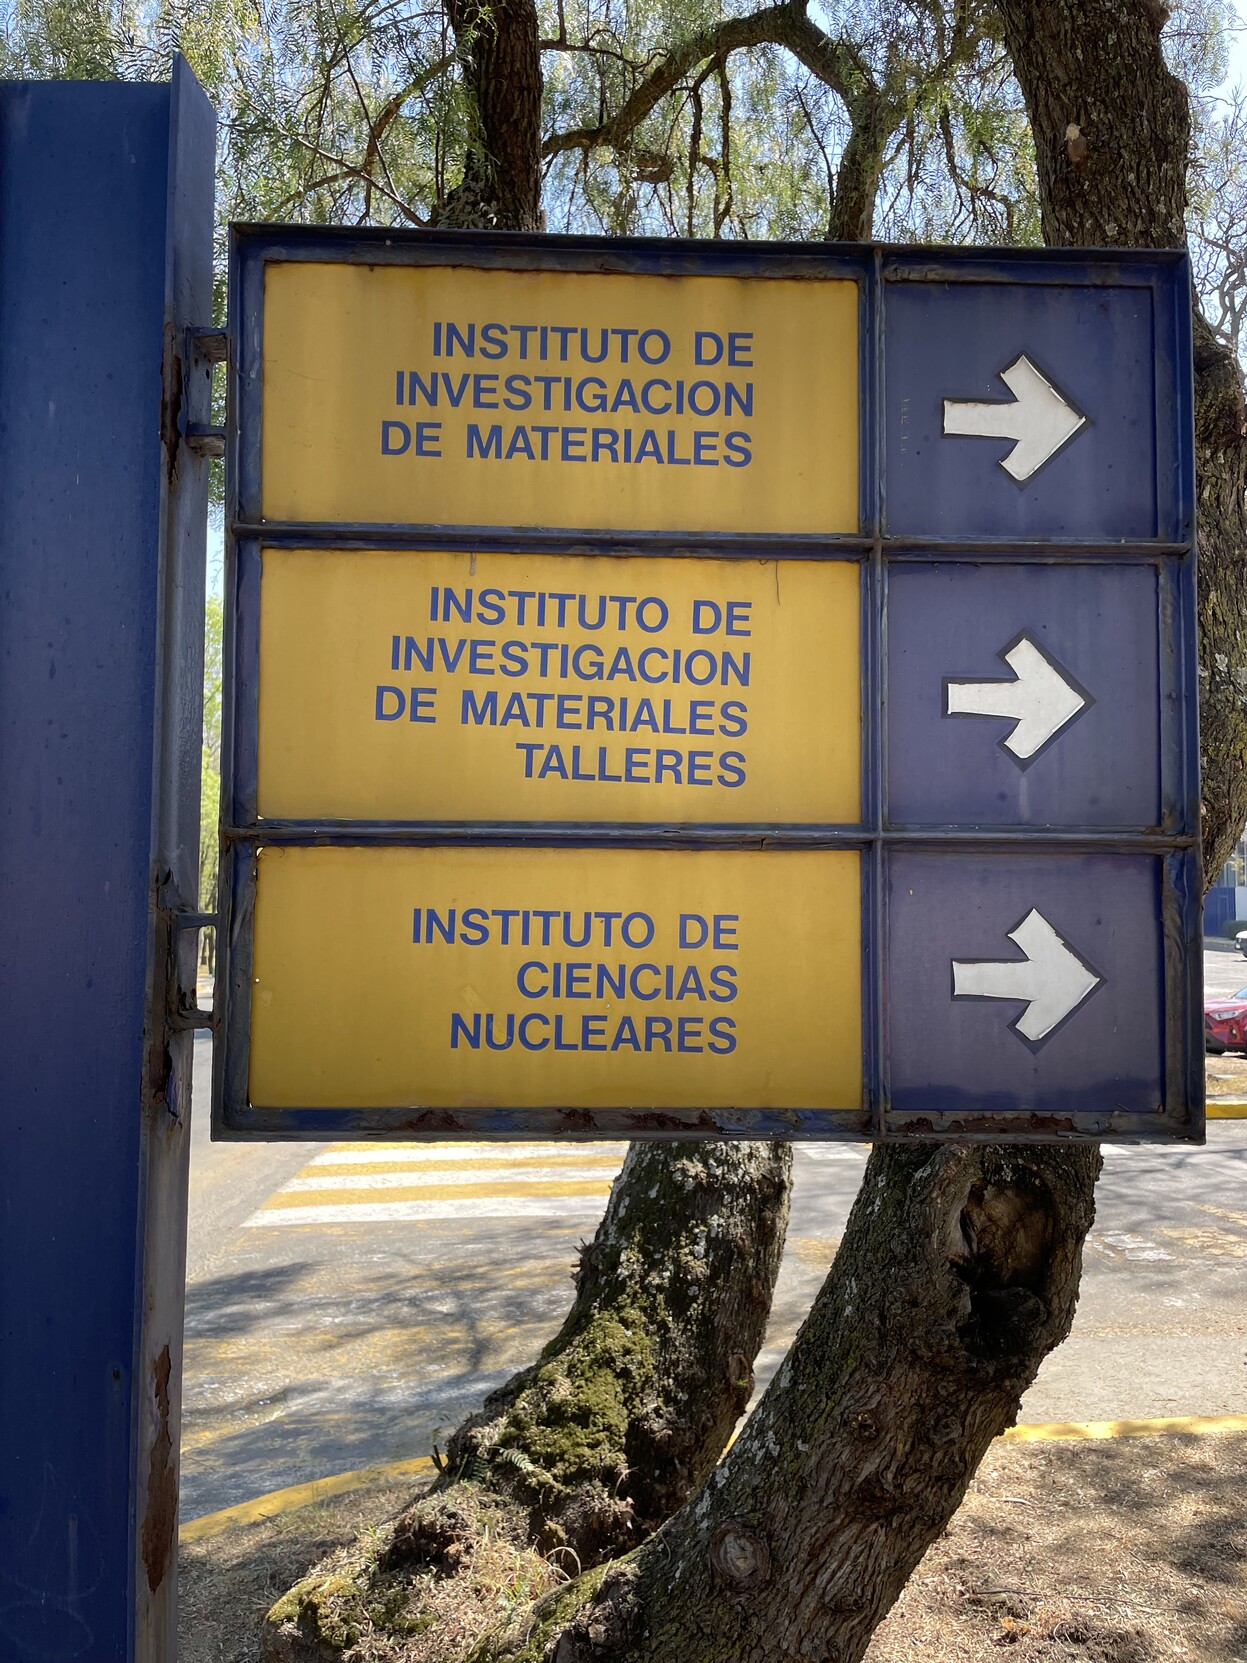 INSTITUTO DE
INVESTIGACION
DE MATERIALES
INSTITUTO DE
INVESTIGACION
DE MATERIALES
TALLERES
INSTITUTO DE
CIENCIAS
NUCLEARES